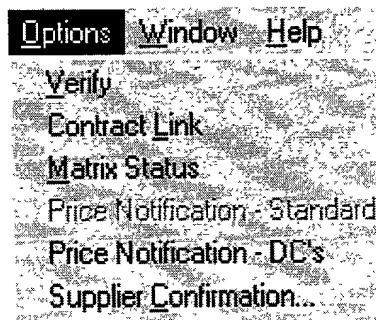 Options Window Help
Verify
Contract Link
Matrix Status
Price Notification - Standard
Price Notification - DC's
Supplier Confirmation...